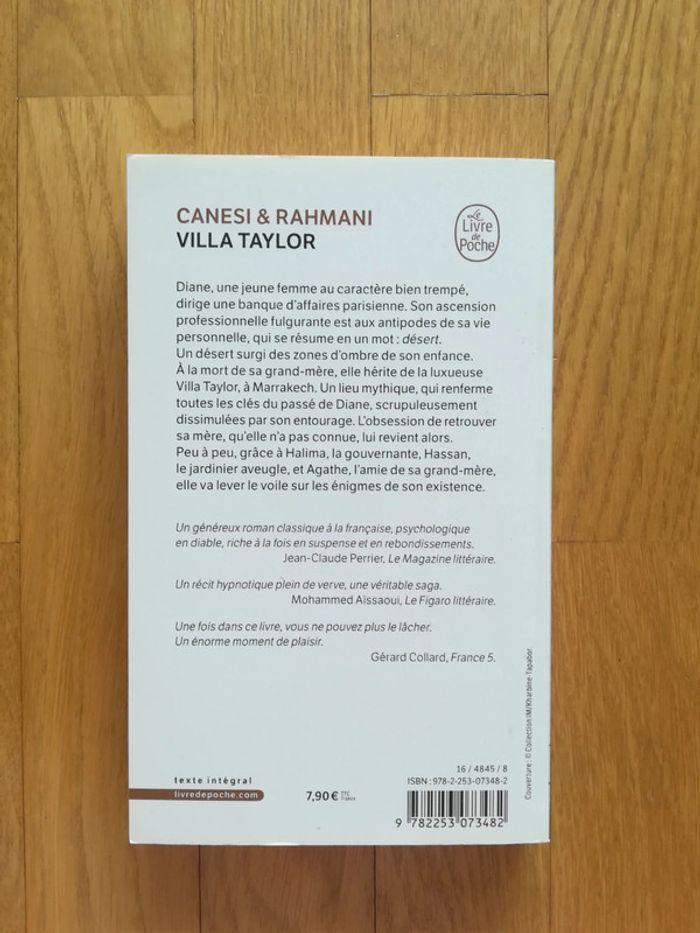 CANESI & RAHMANI
VILLA TAYLOR
Le
Livre
de
Poche
Diane, une jeune femme au caractère bien trempé,
dirige une banque d'affaires parisienne. Son ascension
professionnelle fulgurante est aux antipodes de sa vie
personnelle, qui se résume en un mot : désert.
Un désert surgi des zones d'ombre de son enfance.
À la mort de sa grand-mère, elle hérite de la luxueuse
Villa Taylor, à Marrakech. Un lieu mythique, qui renferme
toutes les clés du passé de Diane, scrupuleusement
dissimulées par son entourage. L'obsession de retrouver
sa mère, qu'elle n'a pas connue, lui revient alors.
Peu à peu, grâce à Halima, la gouvernante, Hassan,
le jardinier aveugle, et Agathe, l'amie de sa grand-mère,
elle va lever le voile sur les énigmes de son existence.
Un généreux roman classique à la française, psychologique
en diable, riche à la fois en suspense et en rebondissements.
Jean-Claude Perrier, Le Magazine littéraire.
Un récit hypnotique plein de verve, une véritable saga.
Mohammed Aïssaoui, Le Figaro littéraire.
Une fois dans ce livre, vous ne pouvez plus le lâcher.
Un énorme moment de plaisir.
Gérard Collard, France 5.
Couverture : © Collection IM/Kharbine-Tapabor.
texte intégral
livredepoche.com
7,90 € TTC
France
16 / 4845 / 8
ISBN : 978-2-253-07348-2
9 782253 073482